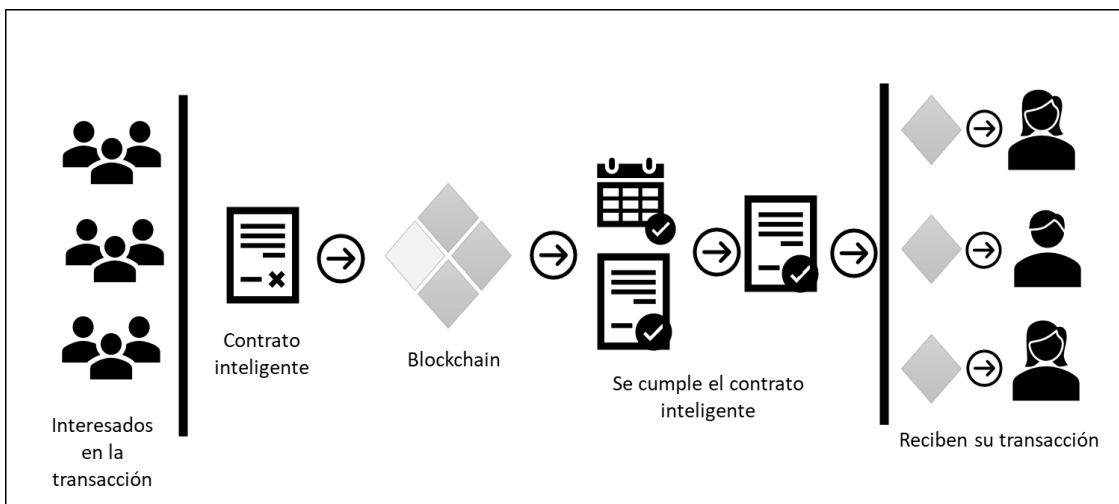 Interesados
en la
transacción
Contrato
inteligente
Blockchain
Se cumple el contrato
inteligente
Reciben su transacción